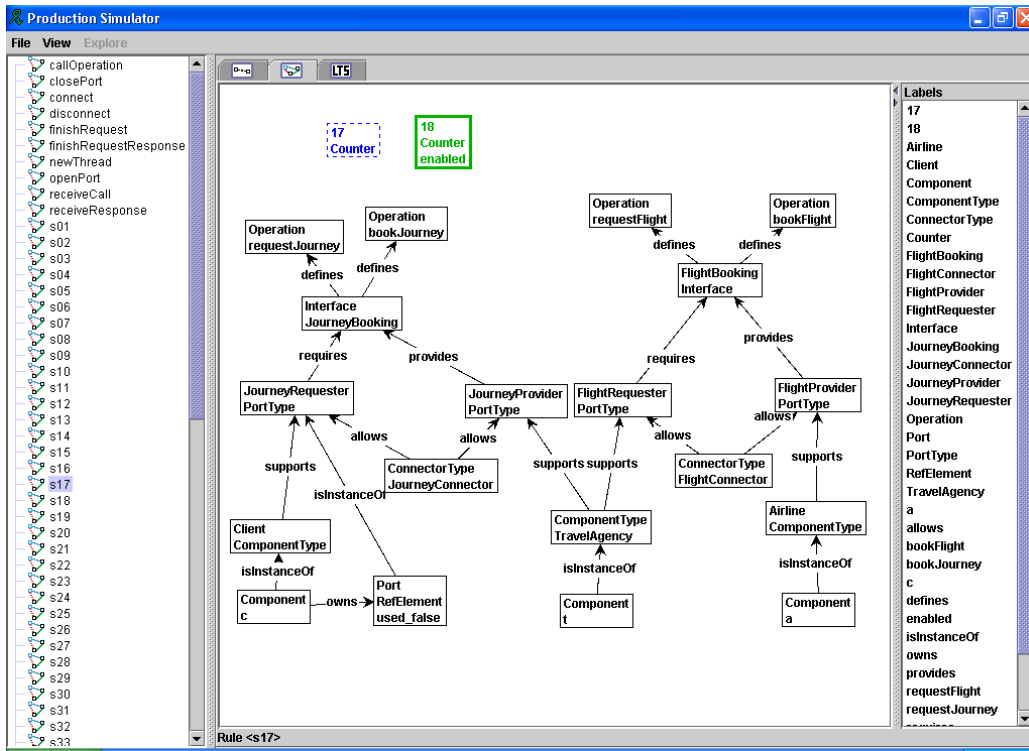 Production Simulator
File View Explore
callOperation
closePort
connect
disconnect
finishRequest
finishRequestResponse
newThread
openPort
receiveCall
receiveResponse
s01
s02
s03
s04
s05
s06
s07
s08
s09
s10
s11
s12
s13
s14
s15
s16
s17
s18
s19
s20
s21
s22
s23
s24
s25
s26
s27
s28
s29
s30
s31
s32
s33
LTS
17
Counter
18
Counter
enabled
Operation
requestJourney
Operation
bookJourney
Operation
requestFlight
Operation
bookFlight
defines
defines
defines
defines
Interface
JourneyBooking
FlightBooking
Interface
requires
provides
requires
provides
JourneyRequester
PortType
JourneyProvider
PortType
FlightRequester
PortType
FlightProvider
PortType
allows
allows
allows
allows
supports
ConnectorType
JourneyConnector
supports
supports
ConnectorType
FlightConnector
supports
isInstanceOf
Client
ComponentType
ComponentType
TravelAgency
Airline
ComponentType
isInstanceOf
isInstanceOf
isInstanceOf
Component
c
owns
Port
RefElement
used_false
Component
t
Component
a
Rule <s17>
Labels
17
18
Airline
Client
Component
ComponentType
ConnectorType
Counter
FlightBooking
FlightConnector
FlightProvider
FlightRequester
Interface
JourneyBooking
JourneyConnector
JourneyProvider
JourneyRequester
Operation
Port
PortType
RefElement
TravelAgency
a
allows
bookFlight
bookJourney
c
defines
enabled
isInstanceOf
owns
provides
requestFlight
requestJourney